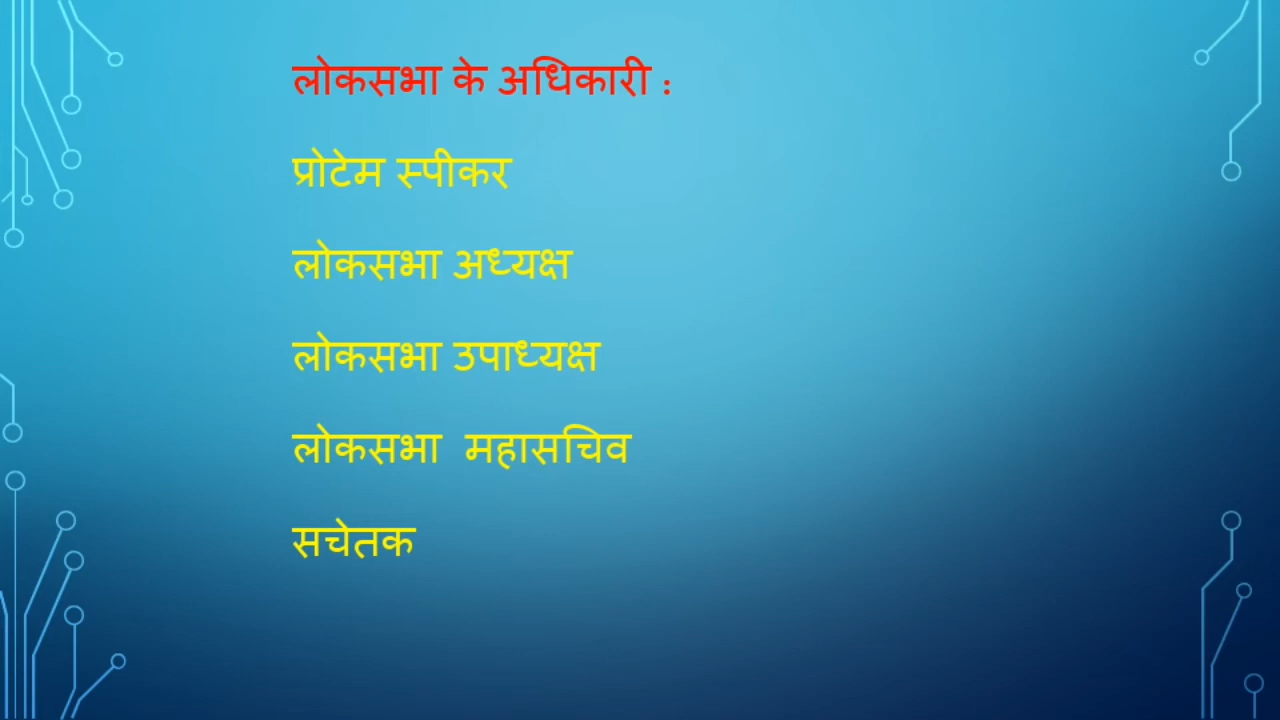 लोकसभा के अधिकारी :
प्रोटेम स्पीकर
लोकसभा अध्यक्ष
लोकसभा उपाध्यक्ष
लोकसभा  महासचिव
सचेतक